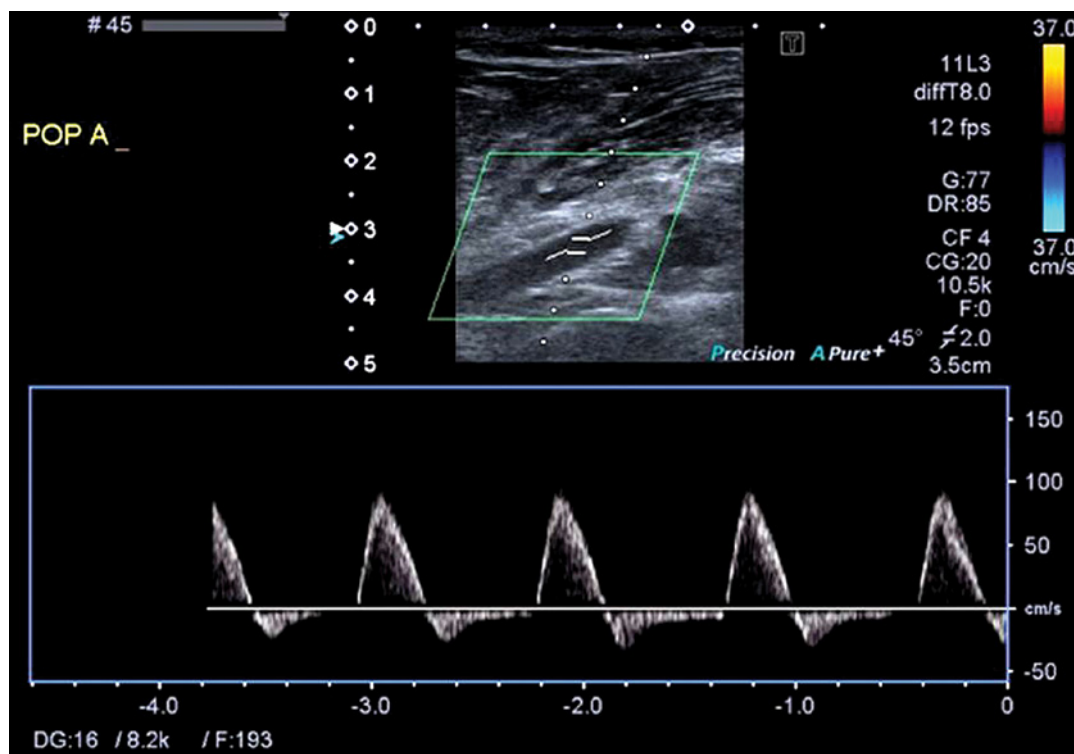 # 45
0
1
2
3
4
5
POP A _
T
11L3
diffT8.0
12 fps
G:77
DR:85
CF 4
CG:20
10.5k
F:0
45° 2.0
3.5cm
Precision A Pure+
37.0
37.0
cm/s
150
100
50
cm/s
-50
-4.0 -3.0 -2.0 -1.0 0
DG:16 / 8.2k / F:193